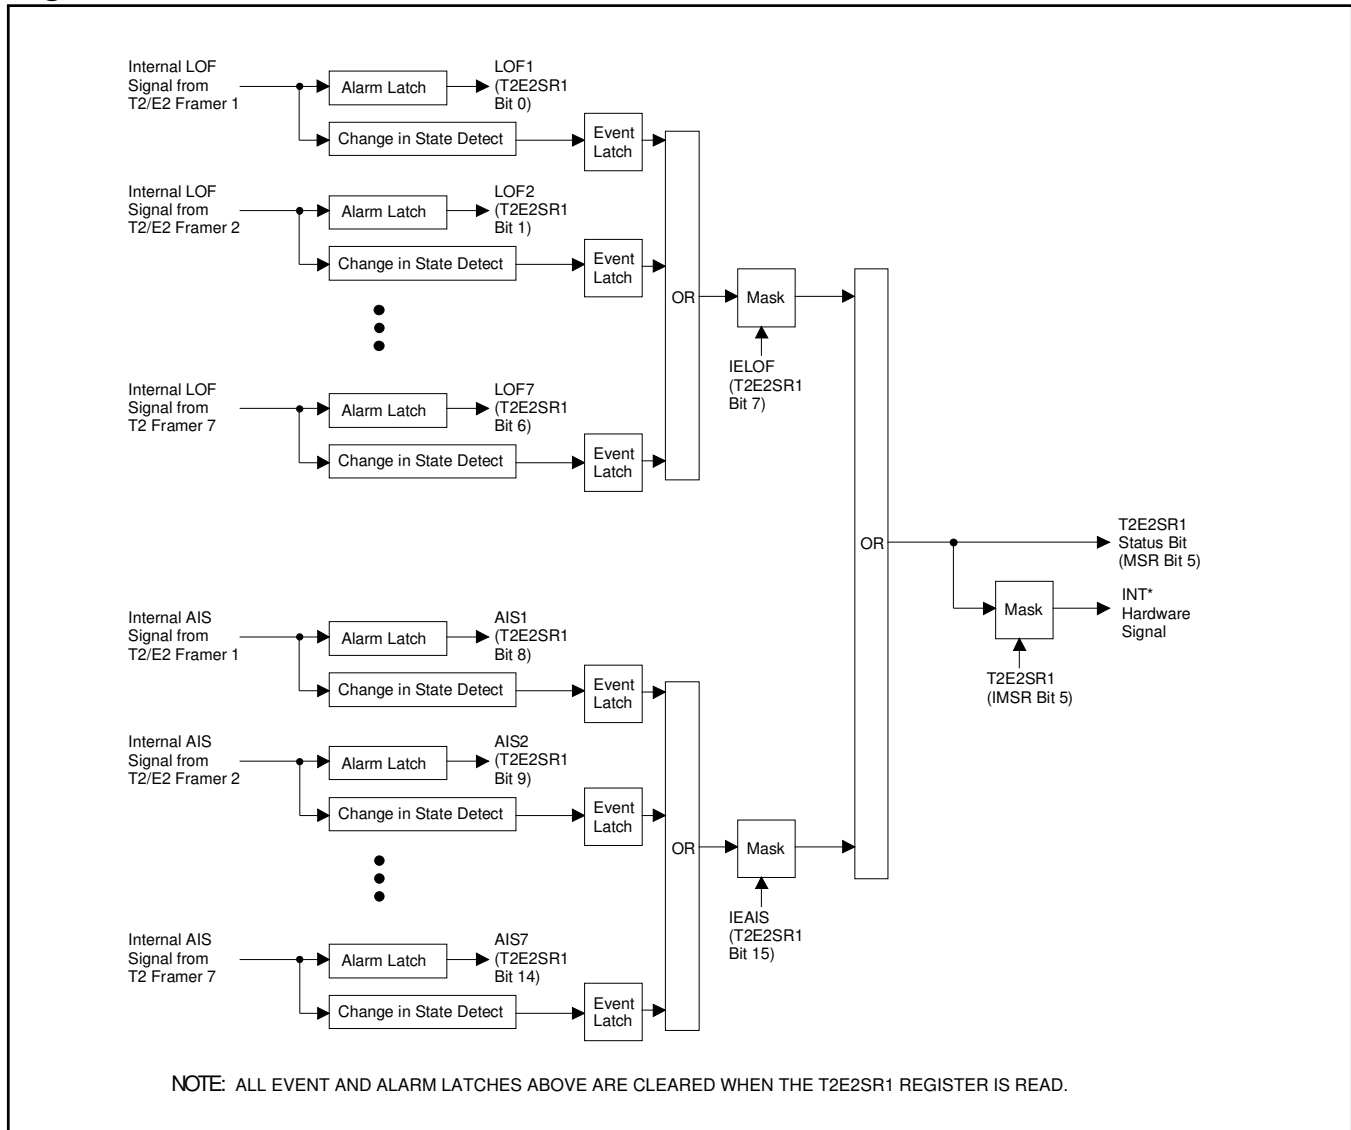 Internal LOF
Signal from
T2/E2 Framer 1
Alarm Latch
LOF1
(T2E2SR1
Bit 0)
Change in State Detect
Event
Latch
Internal LOF
Signal from
T2/E2 Framer 2
Alarm Latch
LOF2
(T2E2SR1
Bit 1)
Change in State Detect
Event
Latch
OR
Mask
IELOF
(T2E2SR1
Bit 7)
Internal LOF
Signal from
T2 Framer 7
Alarm Latch
LOF7
(T2E2SR1
Bit 6)
Change in State Detect
Event
Latch
OR
T2E2SR1
Status Bit
(MSR Bit 5)
Mask
INT*
Hardware
Signal
T2E2SR1
(IMSR Bit 5)
Internal AIS
Signal from
T2/E2 Framer 1
Alarm Latch
AIS1
(T2E2SR1
Bit 8)
Change in State Detect
Event
Latch
Internal AIS
Signal from
T2/E2 Framer 2
Alarm Latch
AIS2
(T2E2SR1
Bit 9)
Change in State Detect
Event
Latch
OR
Mask
IEAIS
(T2E2SR1
Bit 15)
Internal AIS
Signal from
T2 Framer 7
Alarm Latch
AIS7
(T2E2SR1
Bit 14)
Change in State Detect
Event
Latch
NOTE: ALL EVENT AND ALARM LATCHES ABOVE ARE CLEARED WHEN THE T2E2SR1 REGISTER IS READ.